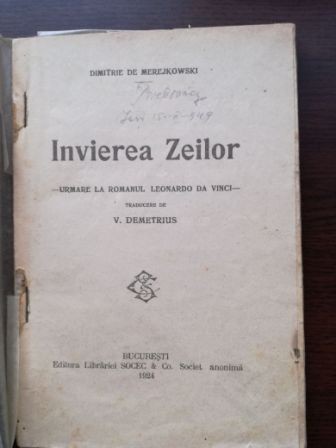 DIMITRIE DE MEREJKOWSKI
Invierea Zeilor
—URMARE LA ROMANUL LEONARDO DA VINCI—
TRADUCERE DE
V. DEMETRIUS
BUCUREȘTI
Editura Librăriei SOCEC & Co. Societ. anonimă
1924